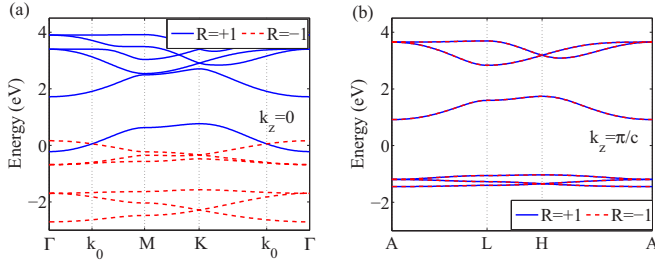 (a)
R=+1 R=−1
Energy (eV)
4
2
0
−2
k_z=0
Γ k_0 M K k_0 Γ
(b)
Energy (eV)
4
2
0
−2
k_z=π/c
R=+1 R=−1
A L H A